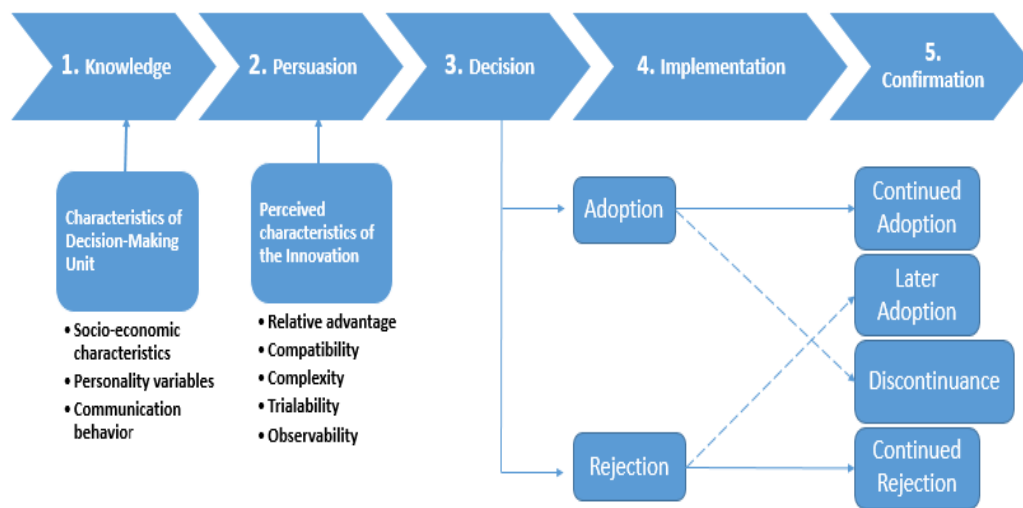 1. Knowledge
2. Persuasion
3. Decision
4. Implementation
5.
Confirmation
Characteristics of
Decision-Making
Unit
• Socio-economic
characteristics
• Personality variables
• Communication
behavior
Perceived
characteristics of
the Innovation
• Relative advantage
• Compatibility
• Complexity
• Trialability
• Observability
Adoption
Rejection
Continued
Adoption
Later
Adoption
Discontinuance
Continued
Rejection